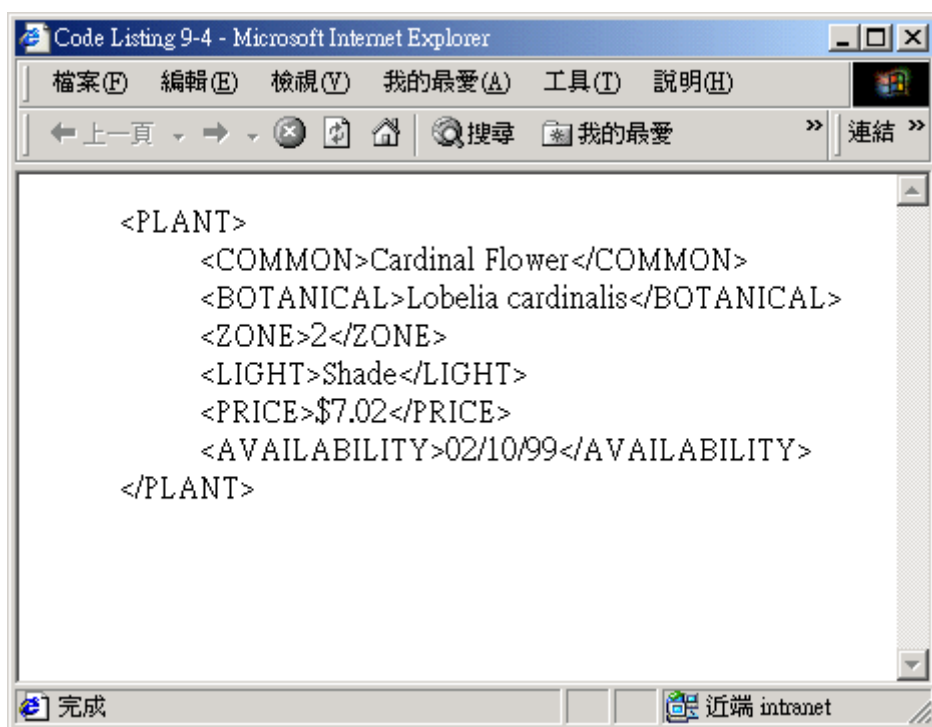 Code Listing 9-4 - Microsoft Internet Explorer
檔案(F) 編輯(E) 檢視(V) 我的最愛(A) 工具(T) 說明(H)
上一頁 搜尋 我的最愛 » 連結 »
<PLANT>
<COMMON>Cardinal Flower</COMMON>
<BOTANICAL>Lobelia cardinalis</BOTANICAL>
<ZONE>2</ZONE>
<LIGHT>Shade</LIGHT>
<PRICE>$7.02</PRICE>
<AVAILABILITY>02/10/99</AVAILABILITY>
</PLANT>
完成 近端 intranet